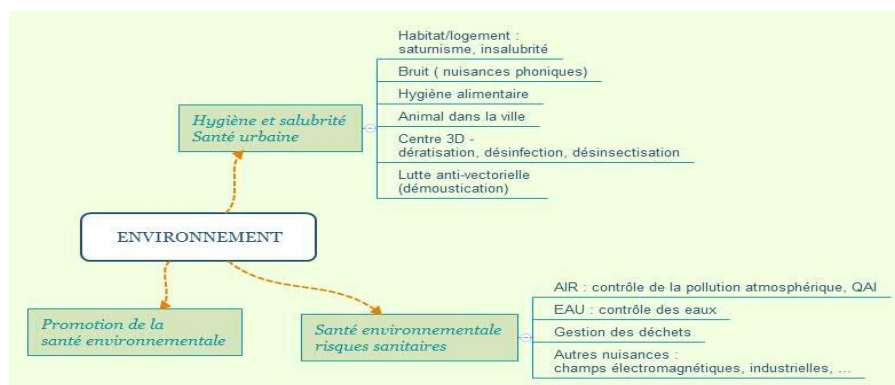 Habitat/logement :
saturnisme, insalubrité
Bruit ( nuisances phoniques)
Hygiène alimentaire
Animal dans la ville
Centre 3D -
dératisation, désinfection, désinsectisation
Lutte anti-vectorielle
(démoustication)
Hygiène et salubrité
Santé urbaine
ENVIRONNEMENT
Promotion de la
santé environnementale
Santé environnementale
risques sanitaires
AIR : contrôle de la pollution atmosphérique, QAI
EAU : contrôle des eaux
Gestion des déchets
Autres nuisances :
champs électromagnétiques, industrielles, ...